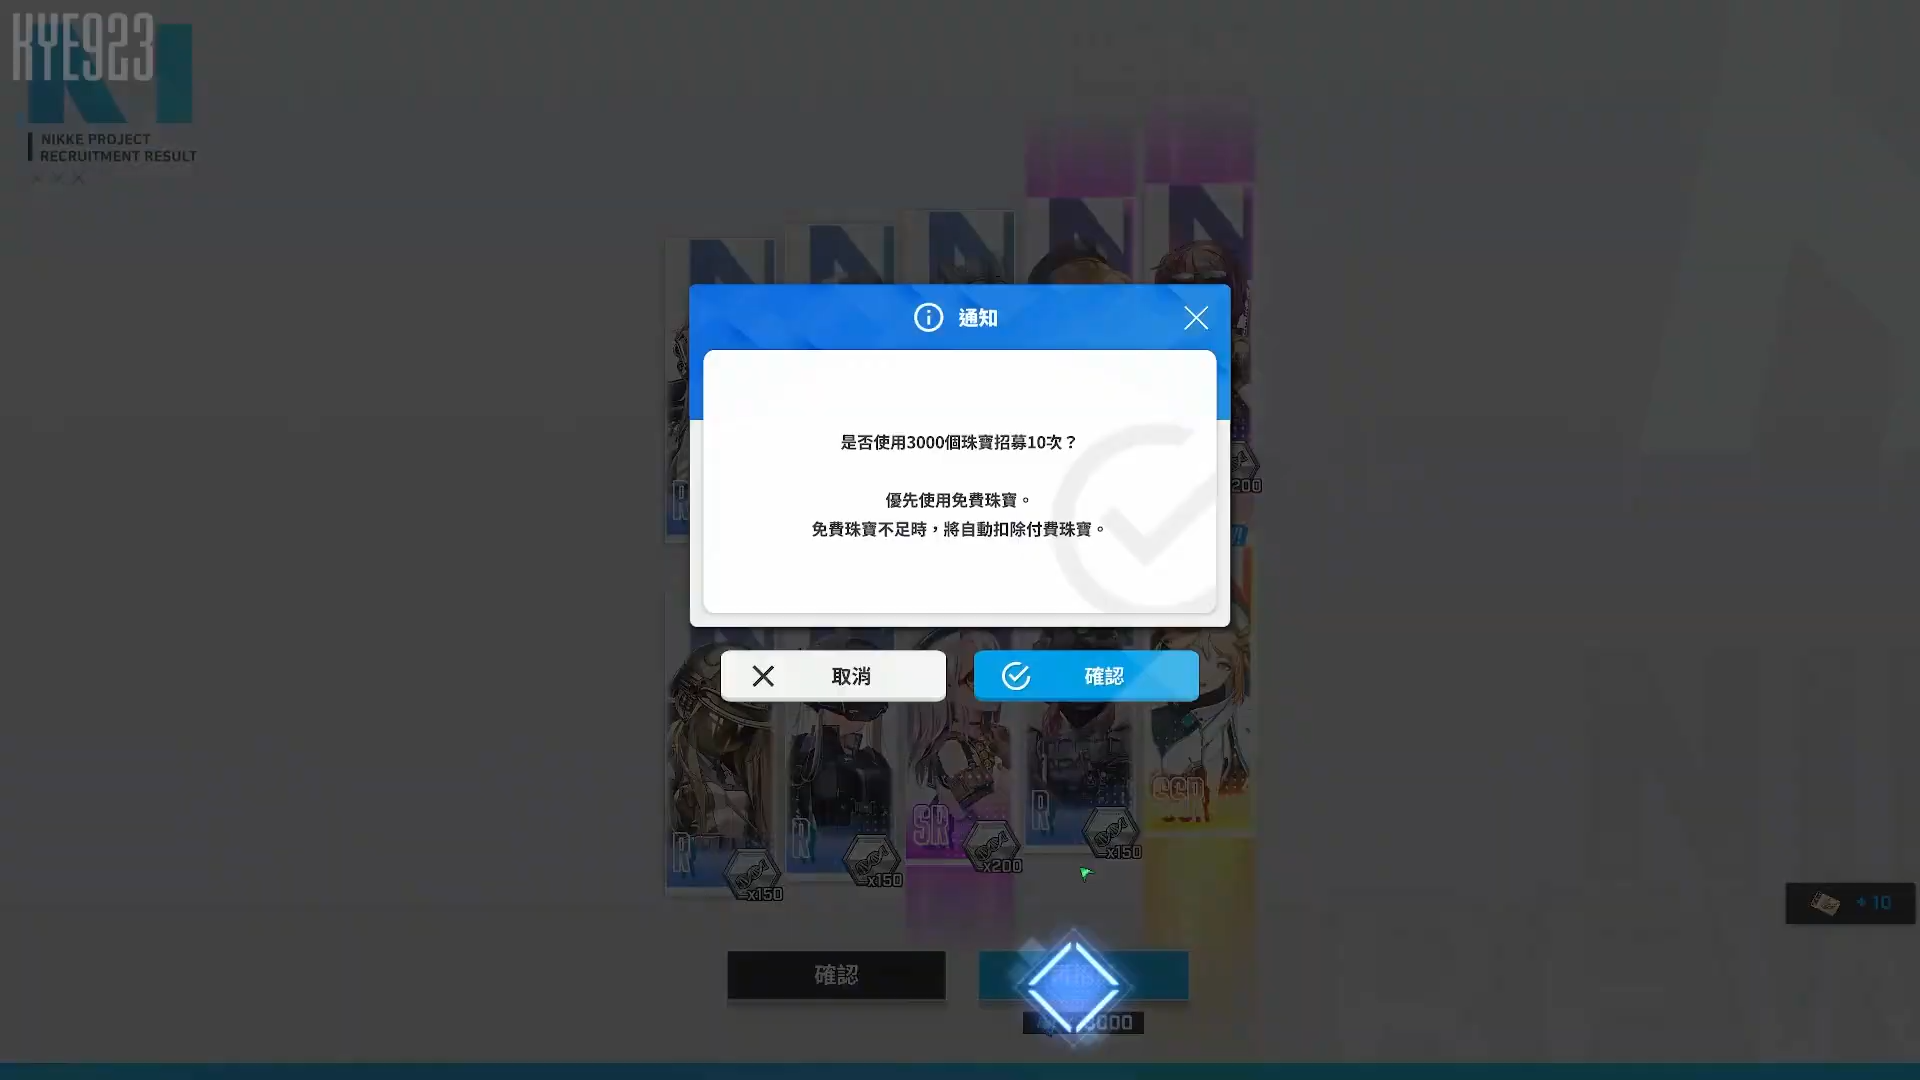 KYE923
NIKKE PROJECT
RECRUITMENT RESULT
通知
是否使用3000個珠寶招募10次？
優先使用免費珠寶。
免費珠寶不足時，將自動扣除付費珠寶。
取消
確認
R
x200
R
x150
R
x150
SR
x200
R
x150
SSR
+ 10
確認
3000